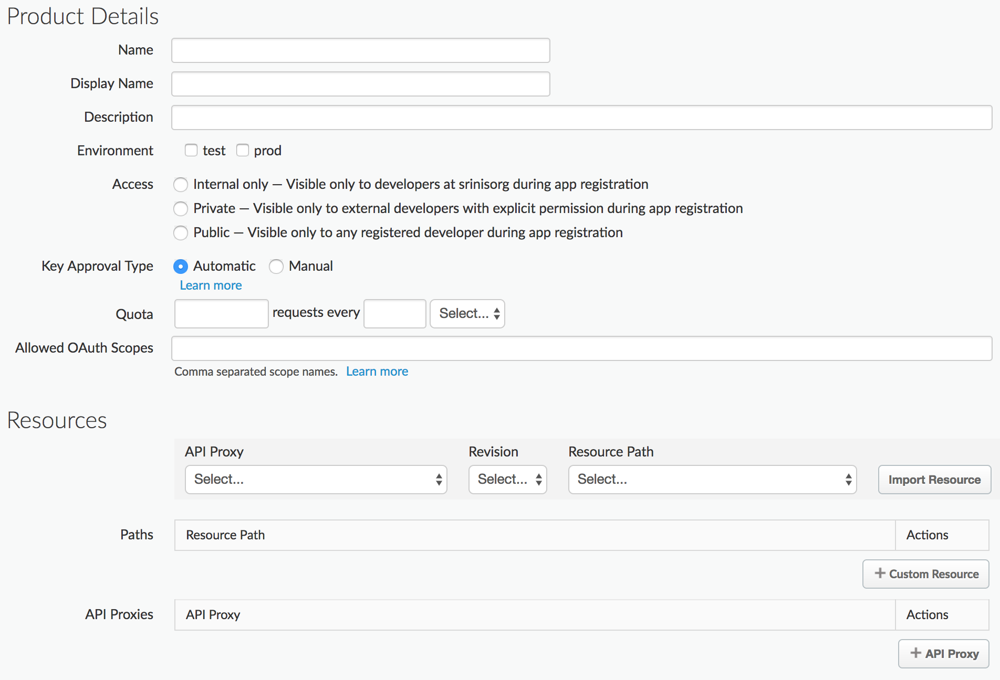 Product Details
Name
Display Name
Description
Environment test prod
Access Internal only — Visible only to developers at srinisorg during app registration
Private — Visible only to external developers with explicit permission during app registration
Public — Visible only to any registered developer during app registration
Key Approval Type Automatic Manual
Learn more
Quota requests every Select...
Allowed OAuth Scopes
Comma separated scope names. Learn more
Resources
API Proxy Revision Resource Path
Select... Select... Select... Import Resource
Paths Resource Path Actions
+ Custom Resource
API Proxies API Proxy Actions
+ API Proxy